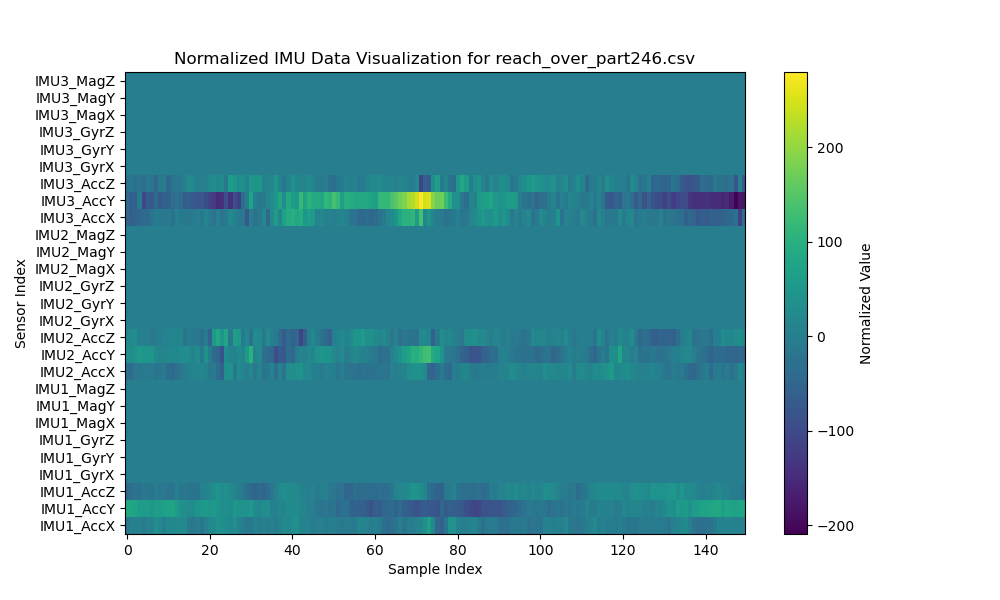 Normalized IMU Data Visualization for reach_over_part246.csv
IMU3_MagZ
IMU3_MagY
IMU3_MagX
IMU3_GyrZ
IMU3_GyrY
IMU3_GyrX
IMU3_AccZ
IMU3_AccY
IMU3_AccX
IMU2_MagZ
IMU2_MagY
IMU2_MagX
IMU2_GyrZ
IMU2_GyrY
IMU2_GyrX
IMU2_AccZ
IMU2_AccY
IMU2_AccX
IMU1_MagZ
IMU1_MagY
IMU1_MagX
IMU1_GyrZ
IMU1_GyrY
IMU1_GyrX
IMU1_AccZ
IMU1_AccY
IMU1_AccX
Sensor Index
0 20 40 60 80 100 120 140
Sample Index
200
100
0
−100
−200
Normalized Value